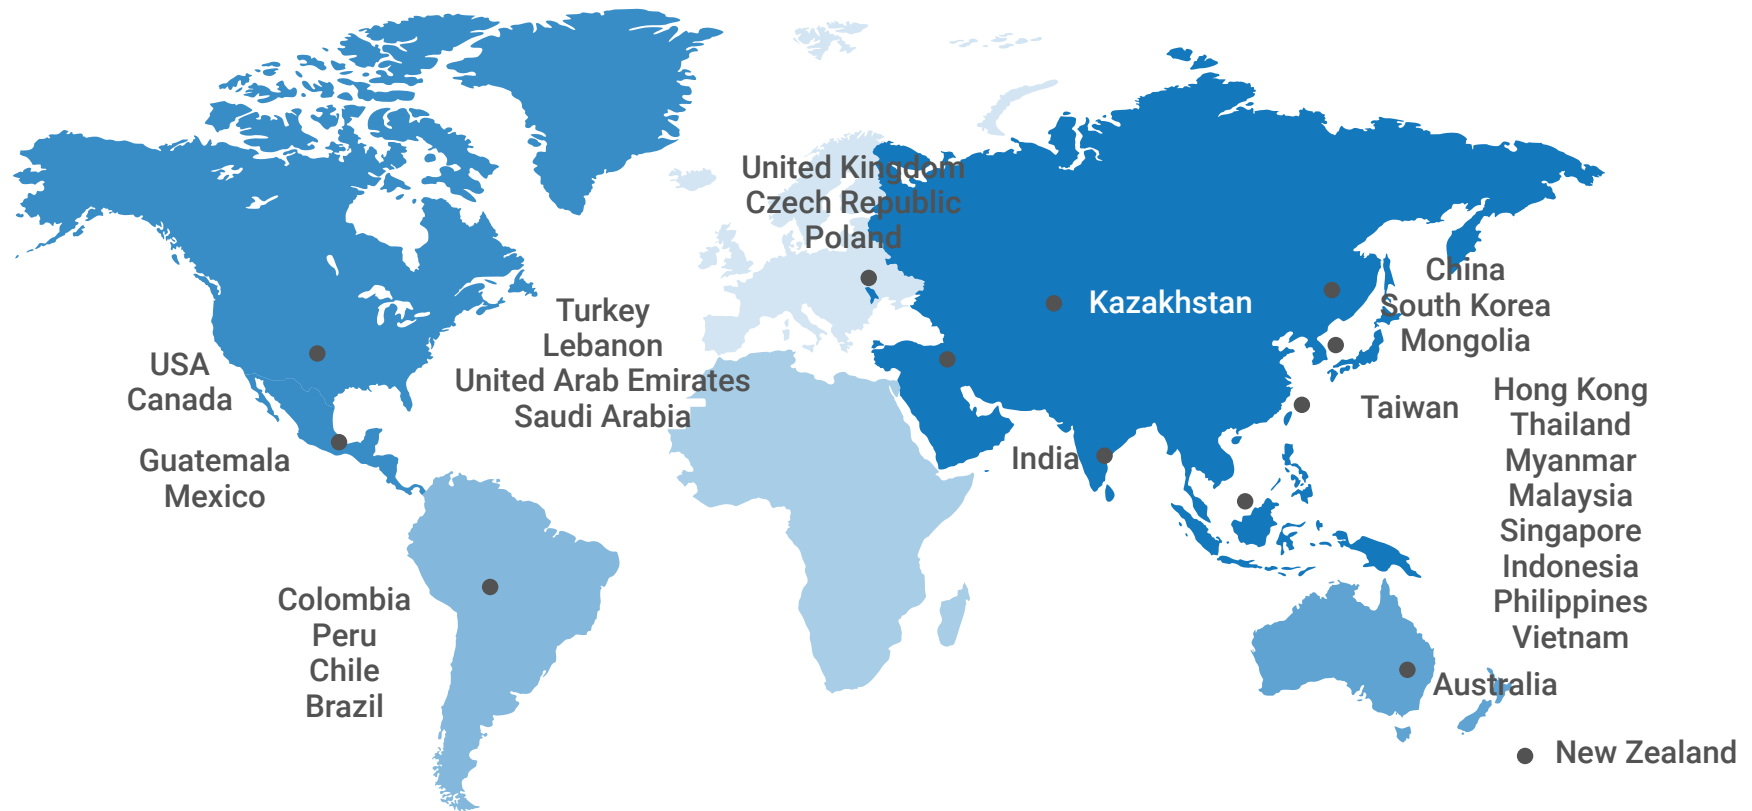 United Kingdom
Czech Republic
Poland
Turkey
Lebanon
United Arab Emirates
Saudi Arabia
USA
Canada
Guatemala
Mexico
Colombia
Peru
Chile
Brazil
Kazakhstan
India
China
South Korea
Mongolia
Taiwan
Hong Kong
Thailand
Myanmar
Malaysia
Singapore
Indonesia
Philippines
Vietnam
Australia
New Zealand